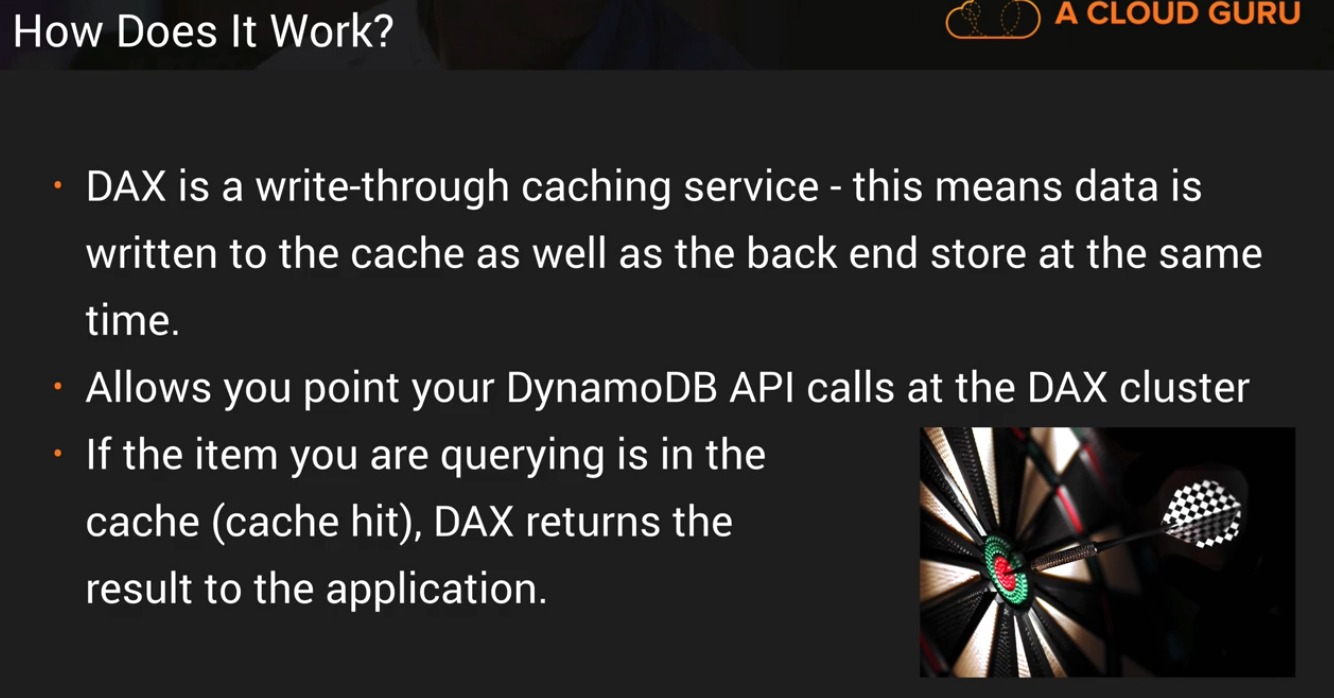 How Does It Work?
A CLOUD GURU
• DAX is a write-through caching service - this means data is
written to the cache as well as the back end store at the same
time.
• Allows you point your DynamoDB API calls at the DAX cluster
• If the item you are querying is in the
cache (cache hit), DAX returns the
result to the application.